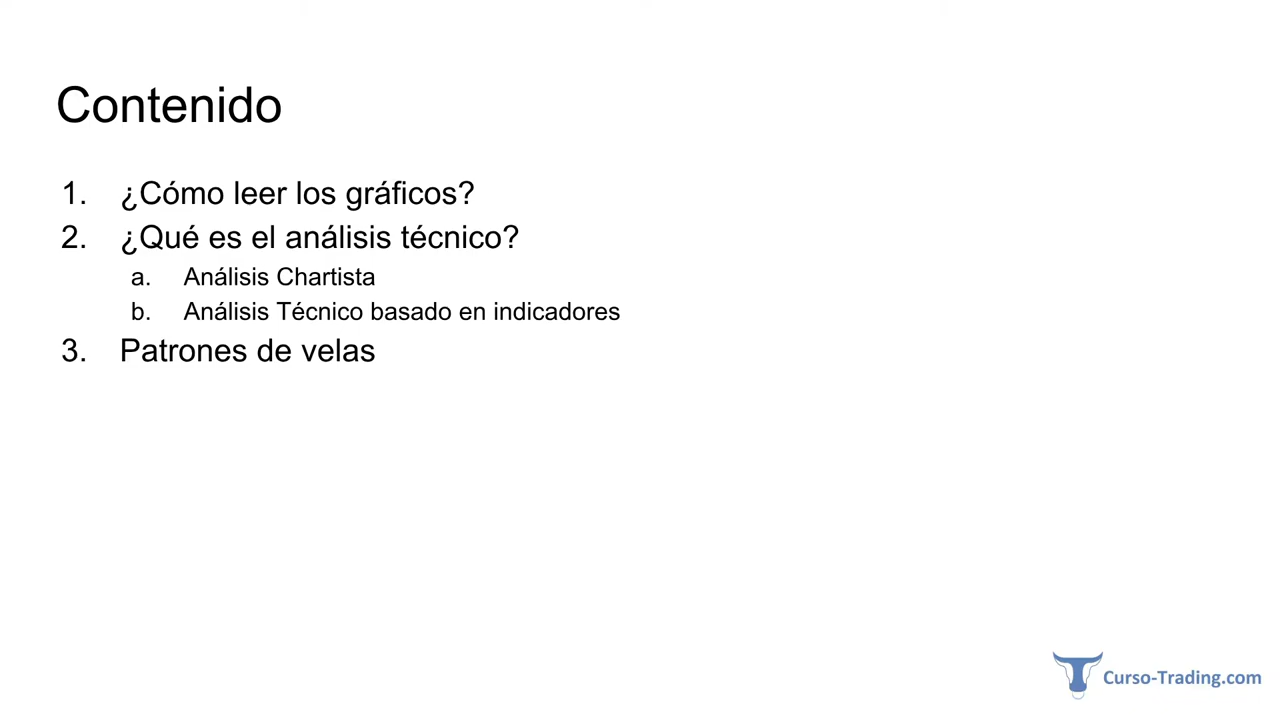 Contenido
1. ¿Cómo leer los gráficos?
2. ¿Qué es el análisis técnico?
a. Análisis Chartista
b. Análisis Técnico basado en indicadores
3. Patrones de velas
Curso-Trading.com